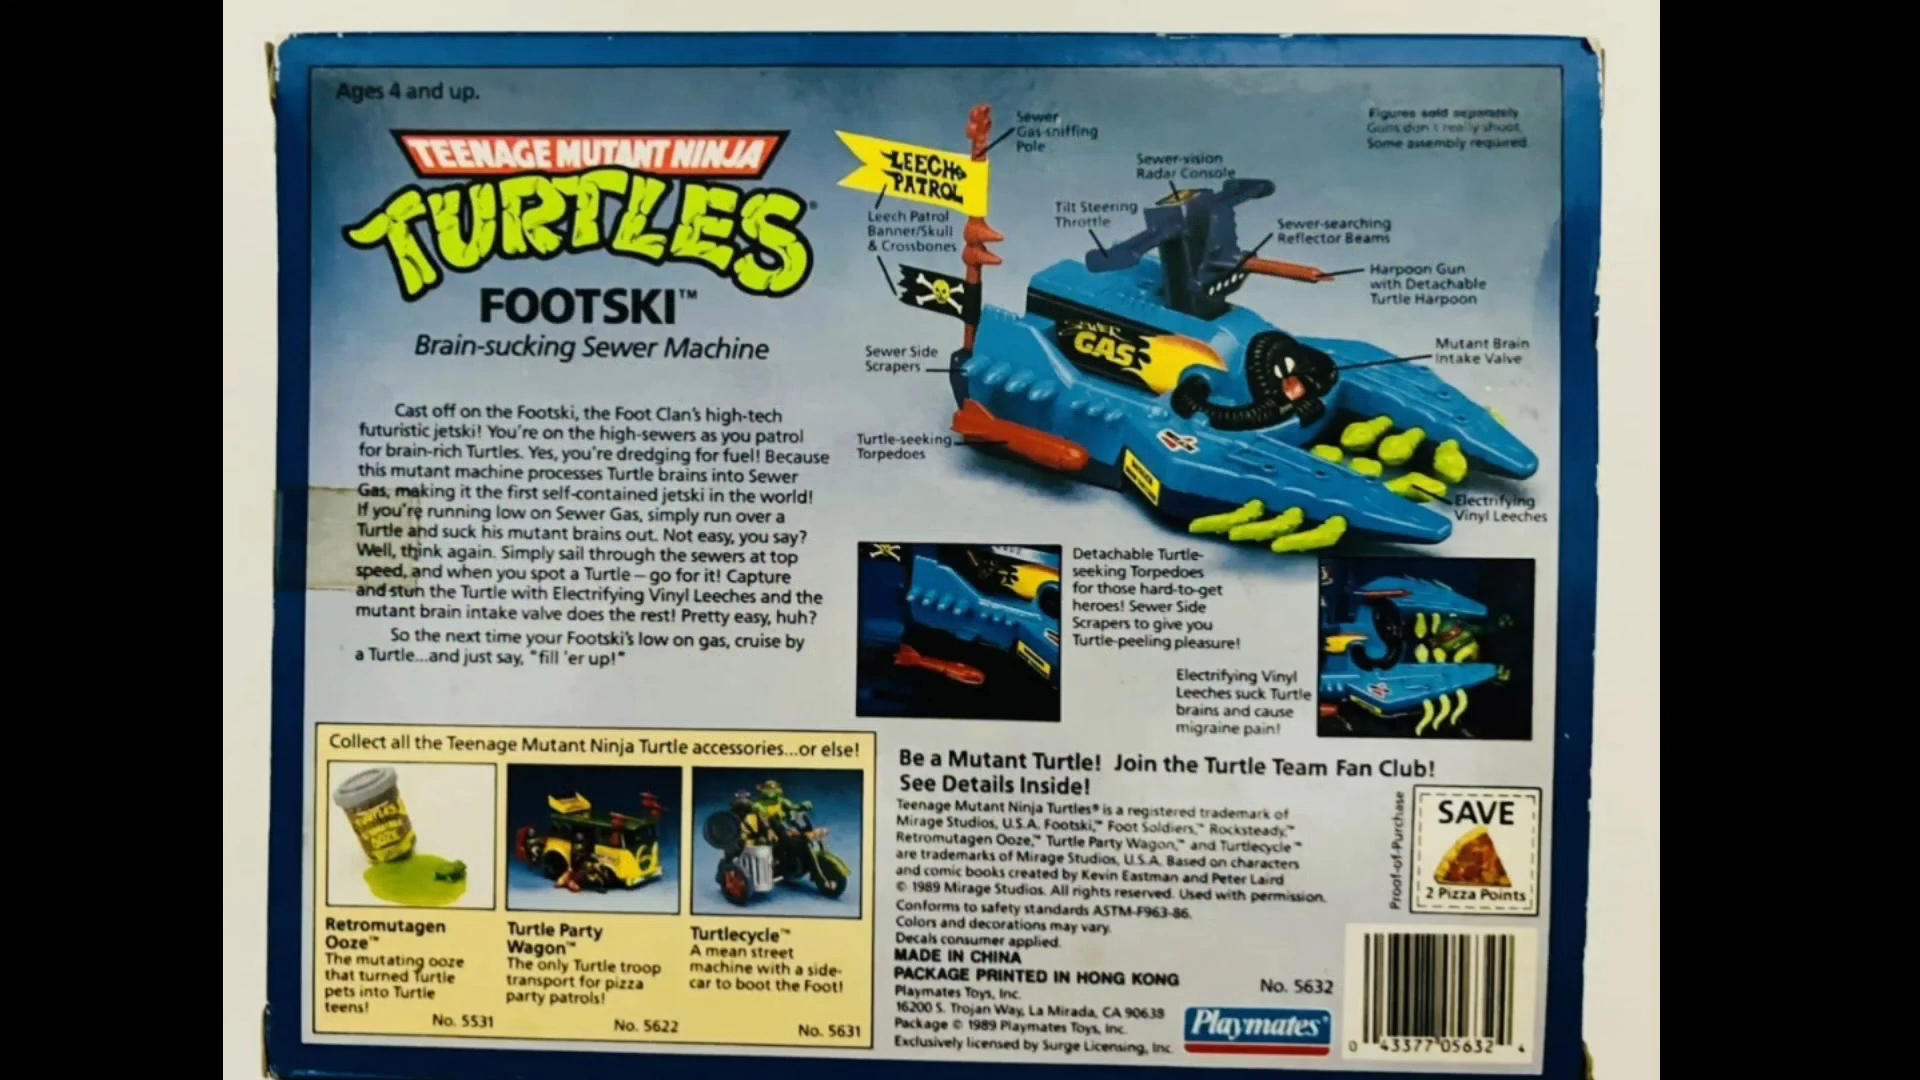 Ages 4 and up.
TEENAGE MUTANT NINJA
TURTLES®
FOOTSKI™
Brain-sucking Sewer Machine
Cast off on the Footski, the Foot Clan's high-tech
futuristic jetski! You're on the high-sewers as you patrol
for brain-rich Turtles. Yes, you're dredging for fuel! Because
this mutant machine processes Turtle brains into Sewer
Gas, making it the first self-contained jetski in the world!
If you're running low on Sewer Gas, simply run over a
Turtle and suck his mutant brains out. Not easy, you say?
Well, think again. Simply sail through the sewers at top
speed, and when you spot a Turtle – go for it! Capture
and stun the Turtle with Electrifying Vinyl Leeches and the
mutant brain intake valve does the rest! Pretty easy, huh?
So the next time your Footski's low on gas, cruise by
a Turtle...and just say, "fill 'er up!"
Figures sold separately
Guns don't really shoot.
Some assembly required.
Sewer
Gas-sniffing
Pole
LEECH
PATROL
Leech Patrol
Banner/Skull
& Crossbones
Sewer-vision
Radar Console
Tilt Steering
Throttle
Sewer-searching
Reflector Beams
Harpoon Gun
with Detachable
Turtle Harpoon
SEWER
GAS
Mutant Brain
Intake Valve
Sewer Side
Scrapers
Turtle-seeking
Torpedoes
Electrifying
Vinyl Leeches
Detachable Turtle-
seeking Torpedoes
for those hard-to-get
heroes! Sewer Side
Scrapers to give you
Turtle-peeling pleasure!
Electrifying Vinyl
Leeches suck Turtle
brains and cause
migraine pain!
Collect all the Teenage Mutant Ninja Turtle accessories...or else!
Retromutagen
Ooze™
The mutating ooze
that turned Turtle
pets into Turtle
teens!
No. 5531
Turtle Party
Wagon™
The only Turtle troop
transport for pizza
party patrols!
No. 5622
Turtlecycle™
A mean street
machine with a side-
car to boot the Foot!
No. 5631
Be a Mutant Turtle! Join the Turtle Team Fan Club!
See Details Inside!
Teenage Mutant Ninja Turtles® is a registered trademark of
Mirage Studios, U.S.A. Footski,™ Foot Soldiers,™ Rocksteady,™
Retromutagen Ooze,™ Turtle Party Wagon,™ and Turtlecycle™
are trademarks of Mirage Studios, U.S.A. Based on characters
and comic books created by Kevin Eastman and Peter Laird
© 1989 Mirage Studios. All rights reserved. Used with permission.
Conforms to safety standards ASTM-F963-86.
Colors and decorations may vary.
Decals consumer applied.
MADE IN CHINA
PACKAGE PRINTED IN HONG KONG
Playmates Toys, Inc.
16200 S. Trojan Way, La Mirada, CA 90638
Package © 1989 Playmates Toys, Inc.
Exclusively licensed by Surge Licensing, Inc.
No. 5632
Playmates®
Proof-of-Purchase
SAVE
2 Pizza Points
0 43377 05632 4